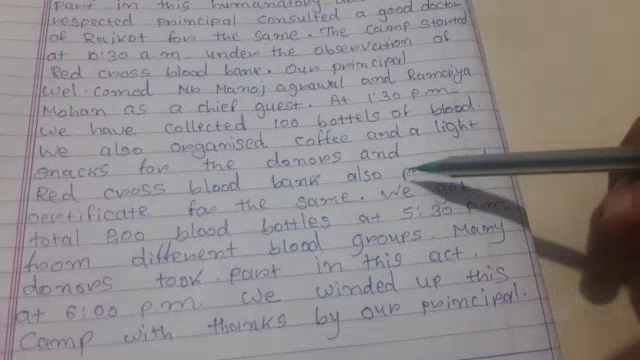 part in this humanatory
respected principal consulted a good doctor
of Rajkot for the same. The camp started
at 10:30 a.m. under the observation of
Red cross blood bank. Our principal
wel-comed Mr Manoj agrawal and Ramaiya
Mohan as a chief guest. At 1:30 p.m.
we have collected 100 bottels of blood.
We also organised coffee and a light
snacks for the donors and
Red cross blood bank also
certificate for the same. We got
total 200 blood bottles at 5:30 p.m.
from different blood groups. Many
donors took part in this act.
at 6:00 p.m. We winded up this
Camp with thanks by our principal.